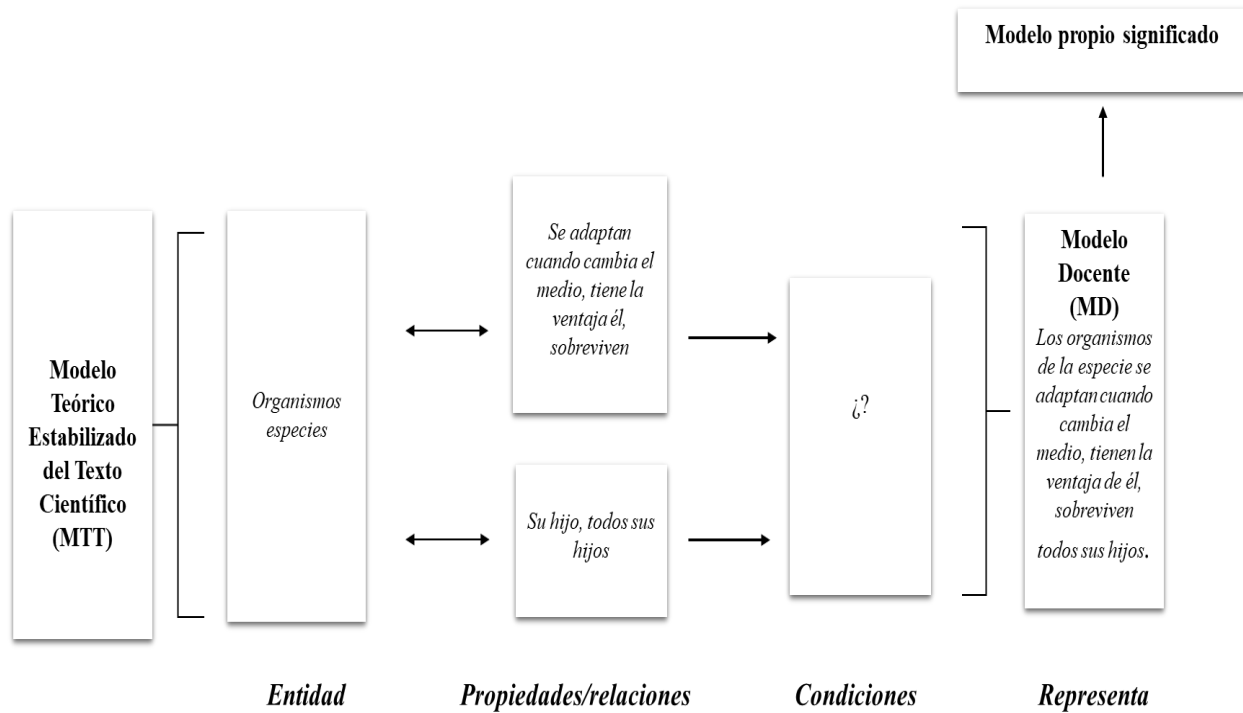 Modelo propio significado
Modelo
Teórico
Estabilizado
del Texto
Científico
(MTT)
Organismos
especies
Se adaptan
cuando cambia el
medio, tiene la
ventaja él,
sobreviven
Su hijo, todos sus
hijos
¿?
Modelo
Docente
(MD)
Los organismos
de la especie se
adaptan cuando
cambia el
medio, tienen la
ventaja de él,
sobreviven
todos sus hijos.
Entidad
Propiedades/relaciones
Condiciones
Representa